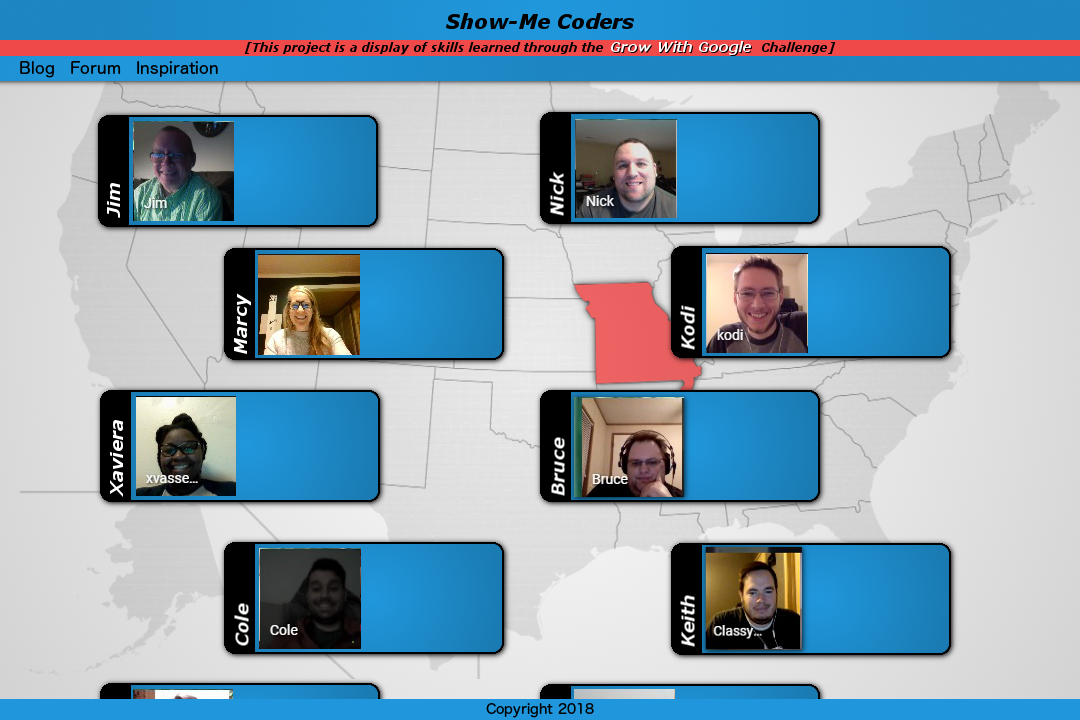 Show-Me Coders
[This project is a display of skills learned through the Grow With Google Challenge]
Blog Forum Inspiration
Jim
Jim
Nick
Nick
Marcy
Kodi
kodi
Xaviera
xvasse...
Bruce
Bruce
Cole
Cole
Keith
Classy...
Copyright 2018